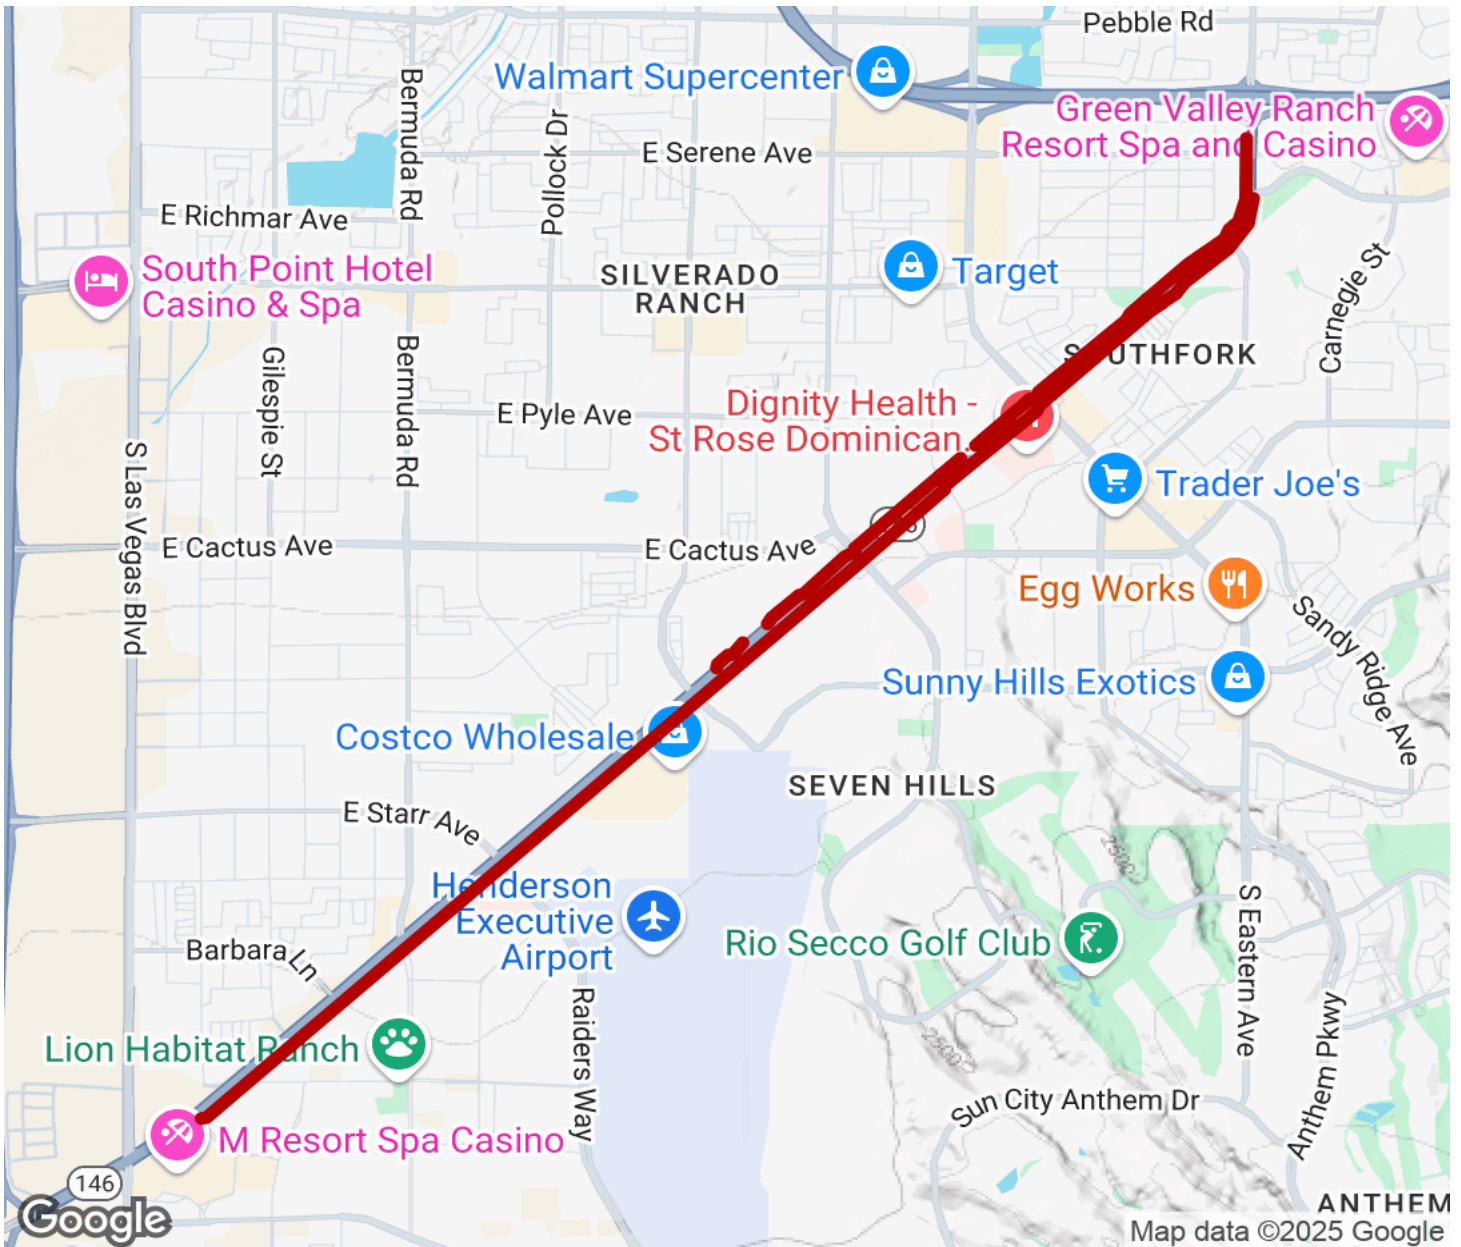 Pebble Rd
Walmart Supercenter
Green Valley Ranch
Resort Spa and Casino
Bermuda Rd
Pollock Dr
E Serene Ave
E Richmar Ave
South Point Hotel
Casino & Spa
SILVERADO
RANCH
Target
Carnegie St
Gilespie St
Bermuda Rd
SOUTHFORK
E Pyle Ave
Dignity Health -
St Rose Dominican...
S Las Vegas Blvd
Trader Joe's
E Cactus Ave
E Cactus Ave
Egg Works
Sandy Ridge Ave
Sunny Hills Exotics
Costco Wholesale
SEVEN HILLS
E Starr Ave
2500
Henderson
Executive
Airport
S Eastern Ave
Barbara Ln
Rio Secco Golf Club
Raiders Way
Anthem Pkwy
Lion Habitat Ranch
2500
Sun City Anthem Dr
M Resort Spa Casino
146
ANTHEM
Google
Map data ©2025 Google